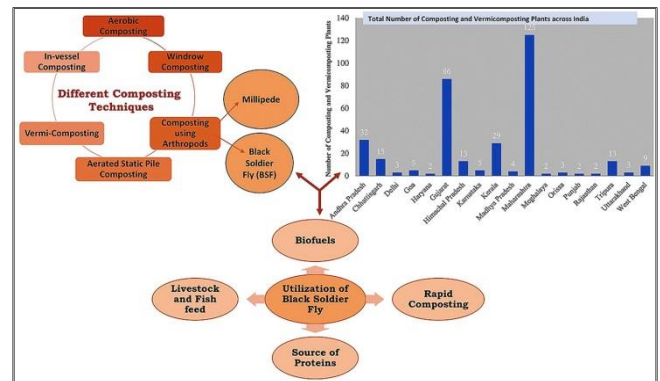 Aerobic
Composting
In-vessel
Composting
Windrow
Composting
Different Composting
Techniques
Vermi-Composting
Composting
using
Arthropods
Aerated Static Pile
Composting
Millipede
Black
Soldier
Fly (BSF)
Total Number of Composting and Vermicomposting Plants across India
Number of Composting and Vermicomposting Plants
140
120
100
80
60
40
20
0
32
15
3
5
2
86
13
5
29
4
125
2
3
2
2
13
3
9
Andhra Pradesh
Chhattisgarh
Delhi
Goa
Haryana
Gujarat
Himachal Pradesh
Karnataka
Kerala
Madhya Pradesh
Maharashtra
Meghalaya
Orissa
Punjab
Rajasthan
Tripura
Uttarakhand
West Bengal
Biofuels
Livestock
and Fish
feed
Utilization of
Black Soldier
Fly
Rapid
Composting
Source of
Proteins